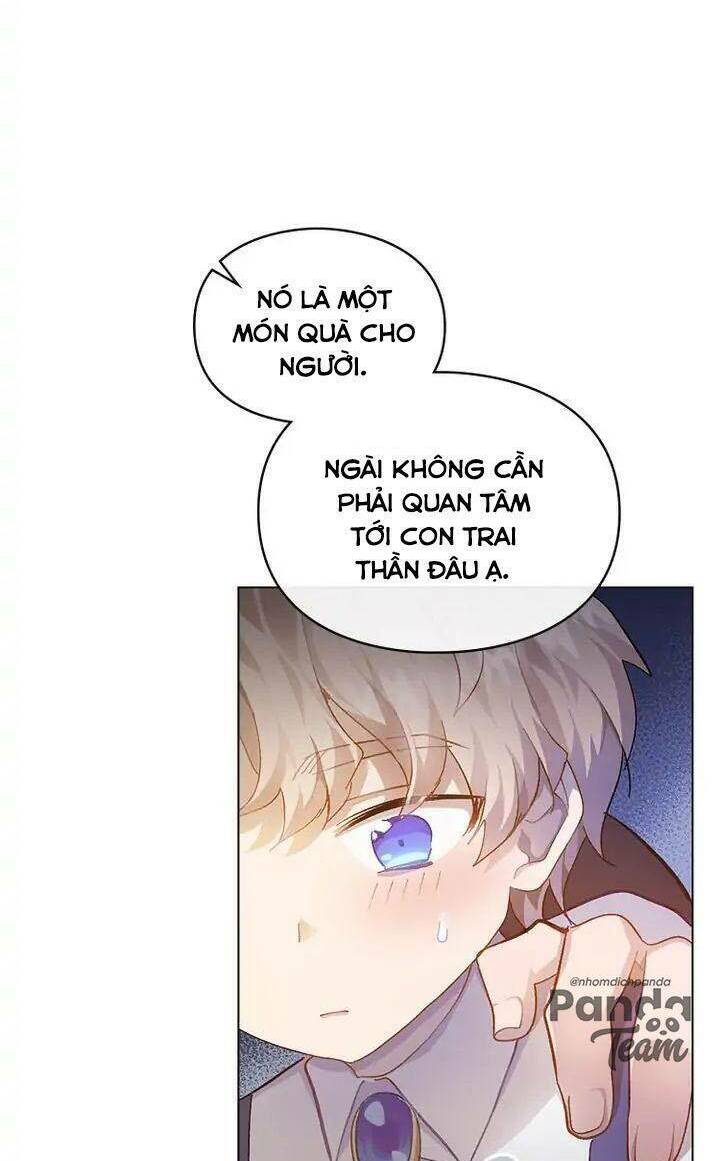 NÓ LÀ MỘT
MÓN QUÀ CHO
NGƯỜI.
NGÀI KHÔNG CẦN
PHẢI QUAN TÂM
TỚI CON TRAI
THẦN ĐÂU Ạ.
@nhomdichpanda
Panda
Team